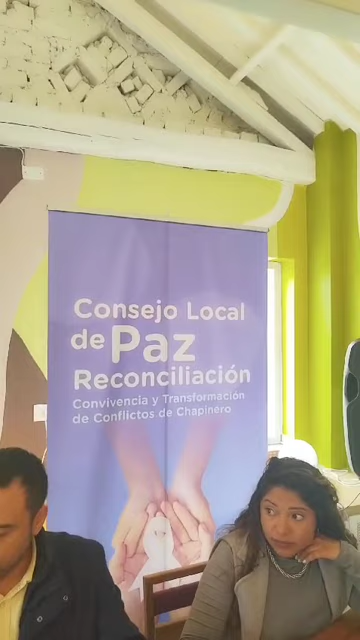 Consejo Local
de Paz
Reconciliación
Convivencia y Transformación
de Conflictos de Chapinero